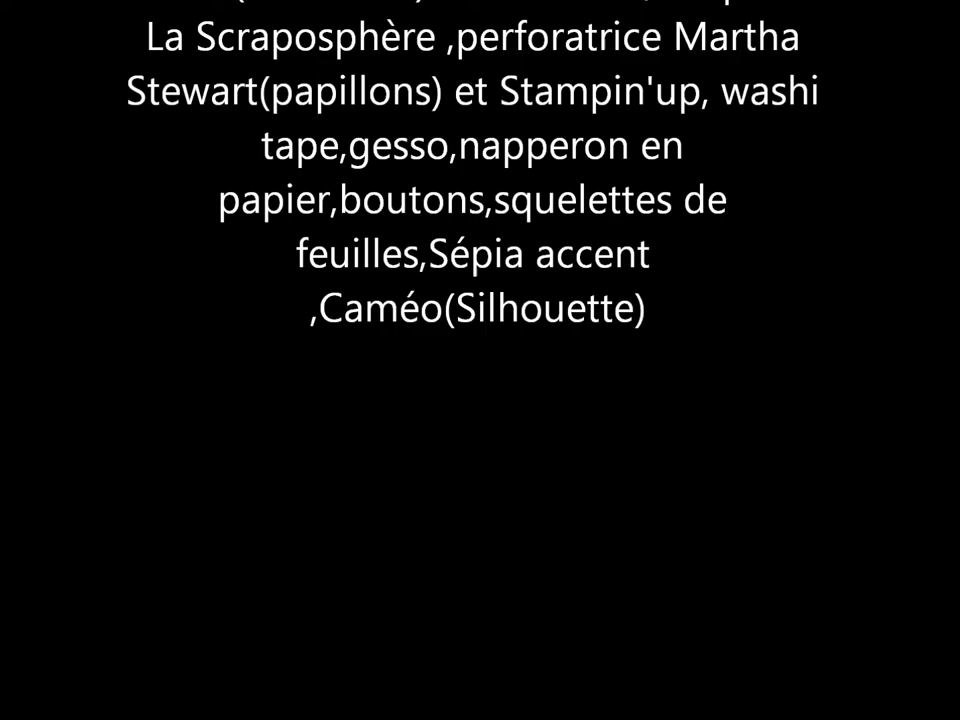 La Scraposphère ,perforatrice Martha
Stewart(papillons) et Stampin'up, washi
tape,gesso,napperon en
papier,boutons,squelettes de
feuilles,Sépia accent
,Caméo(Silhouette)